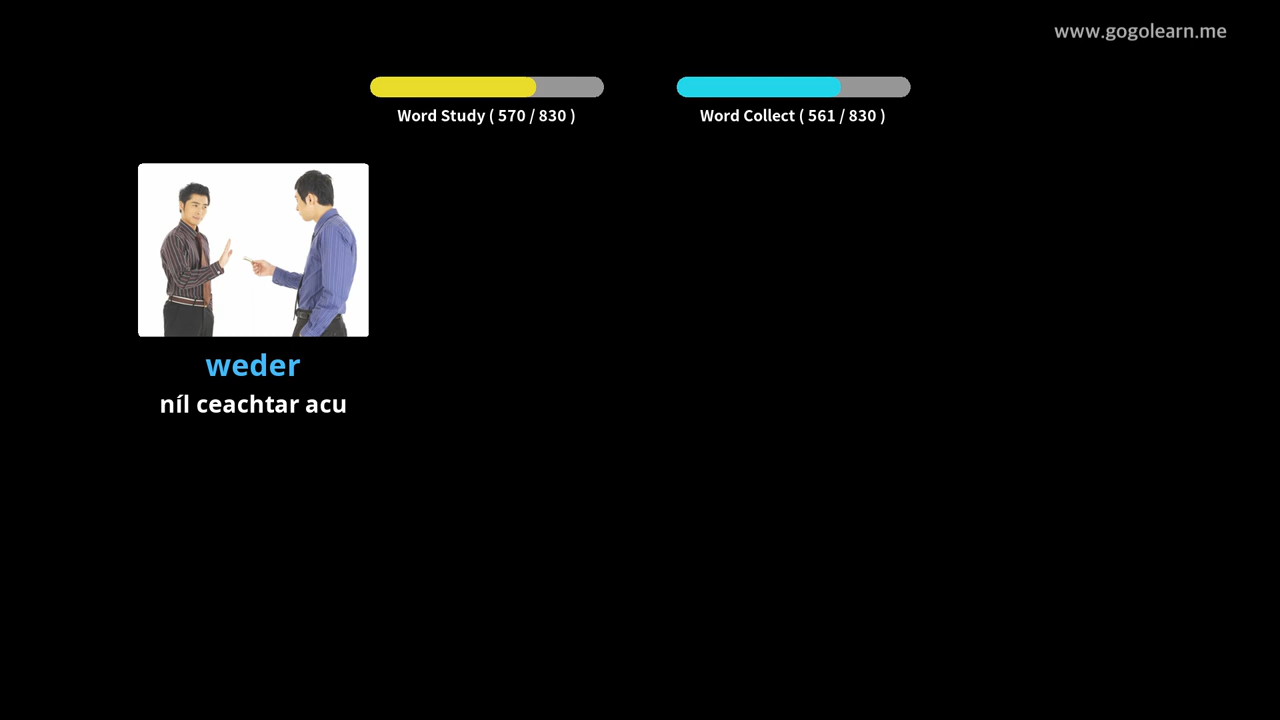 www.gogolearn.me
Word Study ( 570 / 830 )
Word Collect ( 561 / 830 )
weder
níl ceachtar acu